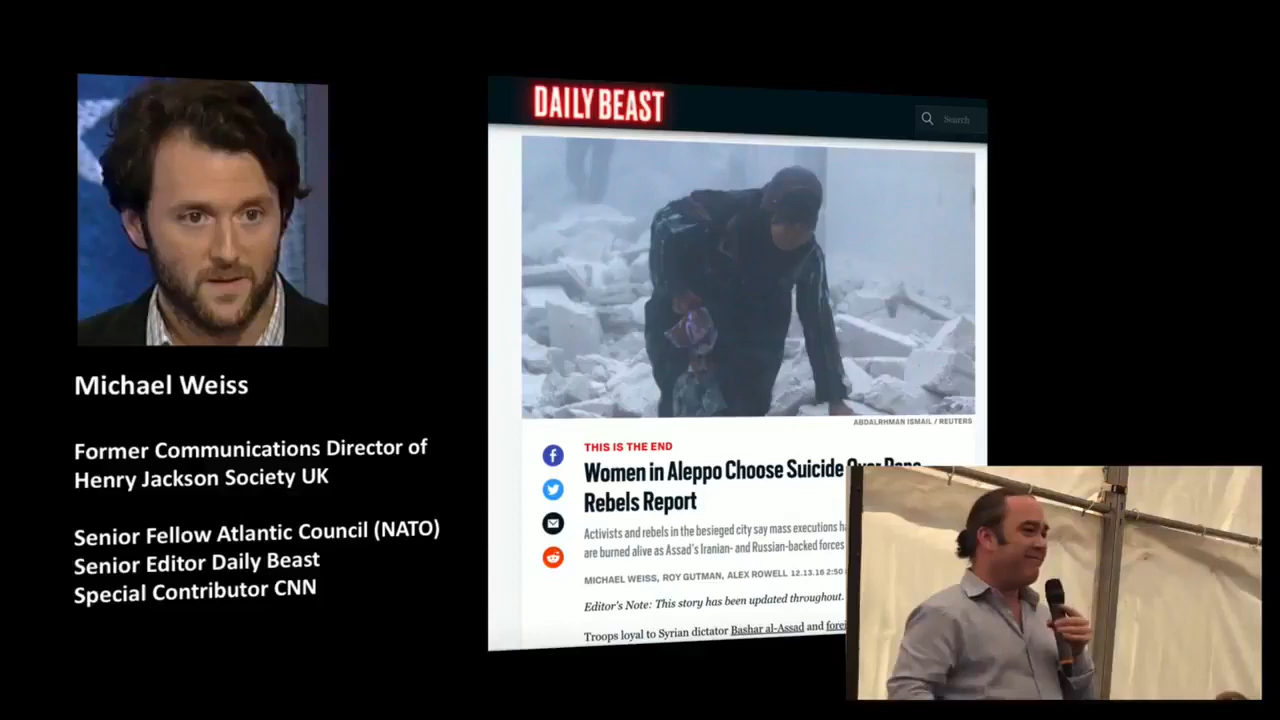 Michael Weiss
Former Communications Director of
Henry Jackson Society UK
Senior Fellow Atlantic Council (NATO)
Senior Editor Daily Beast
Special Contributor CNN
DAILY BEAST
Search
ABDALRHMAN ISMAIL / REUTERS
THIS IS THE END
Women in Aleppo Choose Suicide Over Rape,
Rebels Report
Activists and rebels in the besieged city say mass executions
are burned alive as Assad's Iranian- and Russian-backed forces
MICHAEL WEISS, ROY GUTMAN, ALEX ROWELL 12.13.16 2:50
Editor's Note: This story has been updated throughout.
Troops loyal to Syrian dictator Bashar al-Assad and